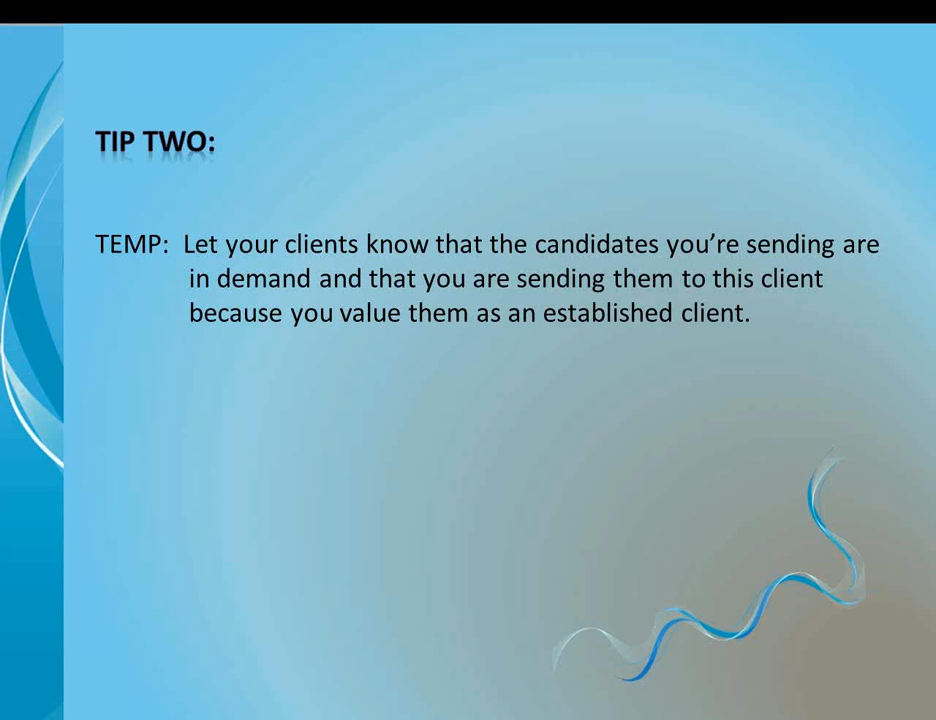 TIP TWO:
TEMP: Let your clients know that the candidates you’re sending are
in demand and that you are sending them to this client
because you value them as an established client.